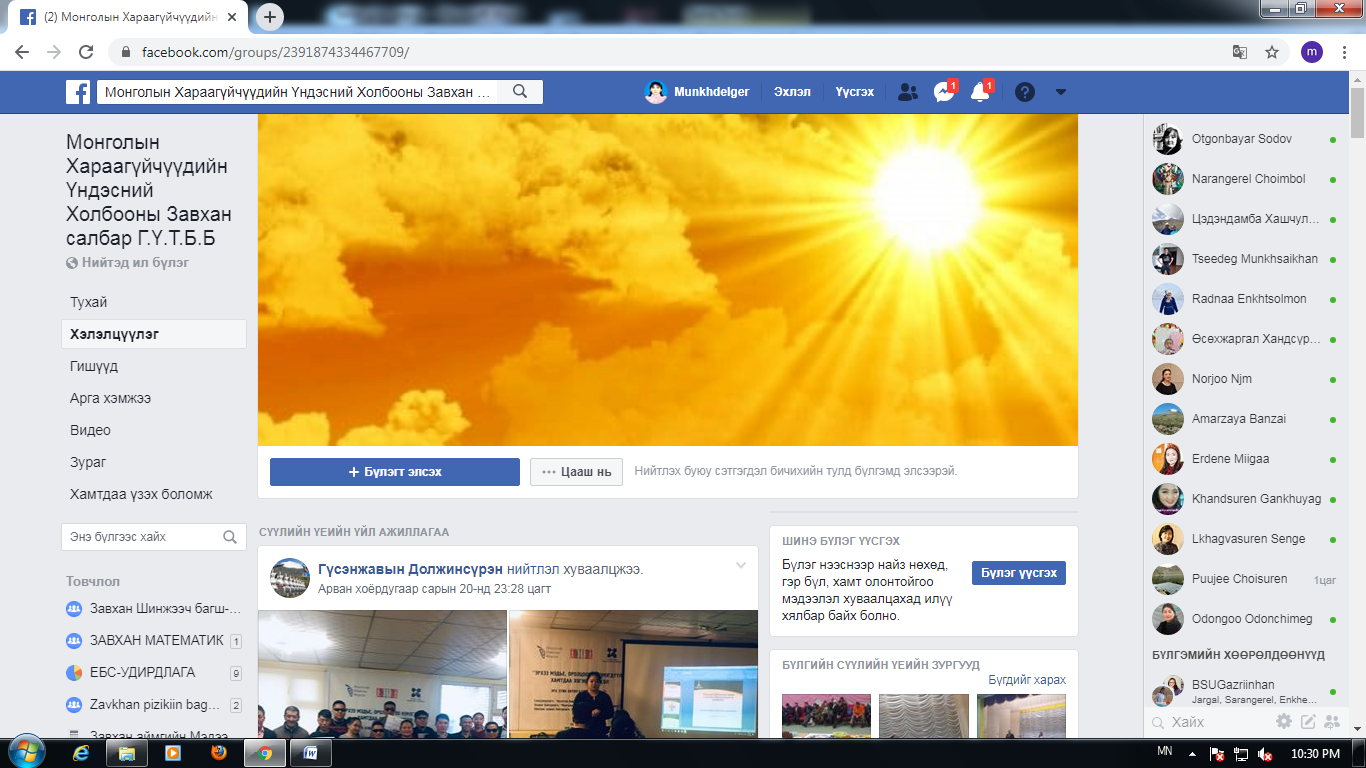 (2) Монголын Хараагүйчүүдийн
facebook.com/groups/2391874334467709/
m
Монголын Хараагүйчүүдийн Үндэсний Холбооны Завхан ...
Munkhdelger
Эхлэл
Үүсгэх
1
1
Монголын
Хараагүйчүүдийн
Үндэсний
Холбооны Завхан
салбар Г.Ү.Т.Б.Б
Нийтэд ил бүлэг
Тухай
Хэлэлцүүлэг
Гишүүд
Арга хэмжээ
Видео
Зураг
Хамтдаа үзэх боломж
Энэ бүлгээс хайх
Товчлол
Завхан Шинжээч багш-...
ЗАВХАН МАТЕМАТИК 1
ЕБС-УДИРДЛАГА 9
Zavkhan pizikiin bag... 2
Завхан аймгийн Мэдээ...
+ Бүлэгт элсэх
Цааш нь
Нийтлэх буюу сэтгэгдэл бичихийн тулд бүлгэмд элсээрэй.
СҮҮЛИЙН ҮЕИЙН ҮЙЛ АЖИЛЛАГАА
Гүсэнжавын Должинсүрэн нийтлэл хуваалцжээ.
Арван хоёрдугаар сарын 20-нд 23:28 цагт
ШИНЭ БҮЛЭГ ҮҮСГЭХ
Бүлэг нээснээр найз нөхөд,
гэр бүл, хамт олонтойгоо
мэдээлэл хуваалцахад илүү
хялбар байх болно.
Бүлэг үүсгэх
БҮЛГИЙН СҮҮЛИЙН ҮЕИЙН ЗУРГУУД
Бүгдийг харах
Otgonbayar Sodov
Narangerel Choimbol
Цэдэндамба Хашчул...
Tseedeg Munkhsaikhan
Radnaa Enkhtsolmon
Өсөхжаргал Хандсүр...
Norjoo Njm
Amarzaya Banzai
Erdene Miigaa
Khandsuren Gankhuyag
Lkhagvasuren Senge
Puujee Choisuren 1цаг
Odongoo Odonchimeg
БҮЛГЭМИЙН ХӨӨРӨЛДӨӨНҮҮД
BSUGazriinhan
Jargal, Sarangerel, Enkhe...
Хайх
MN
10:30 PM